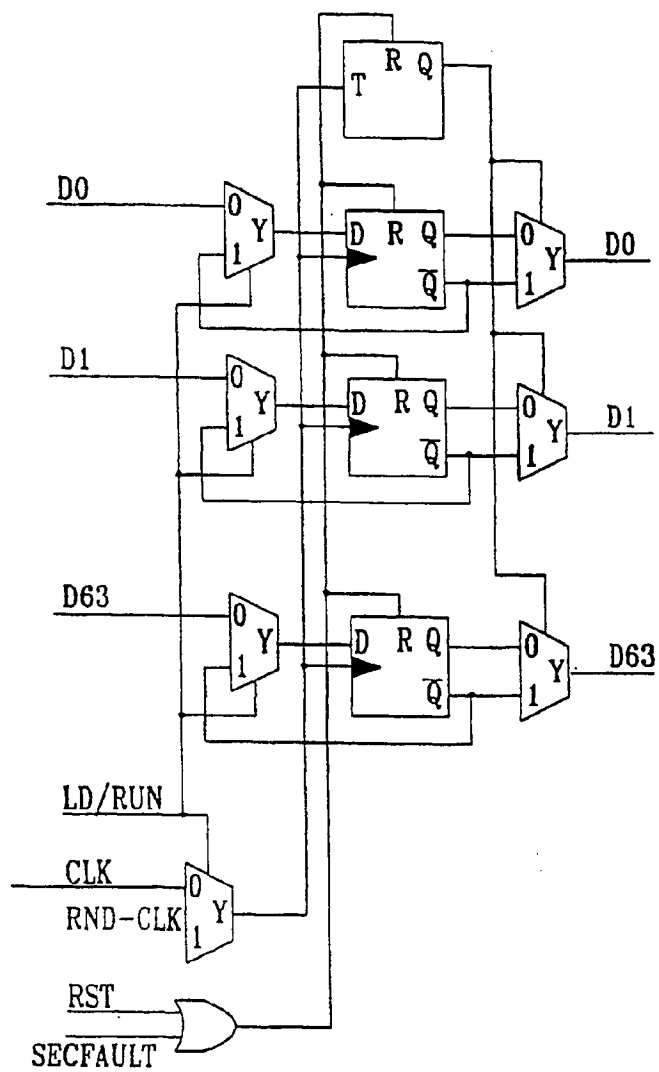 R Q
T
D0
0
Y
1
D R Q
Q̅
0
Y
1
D0
D1
0
Y
1
D R Q
Q̅
0
Y
1
D1
D63
0
Y
1
D R Q
Q̅
0
Y
1
D63
LD/RUN
CLK
0
Y
RND-CLK
1
RST
SECFAULT